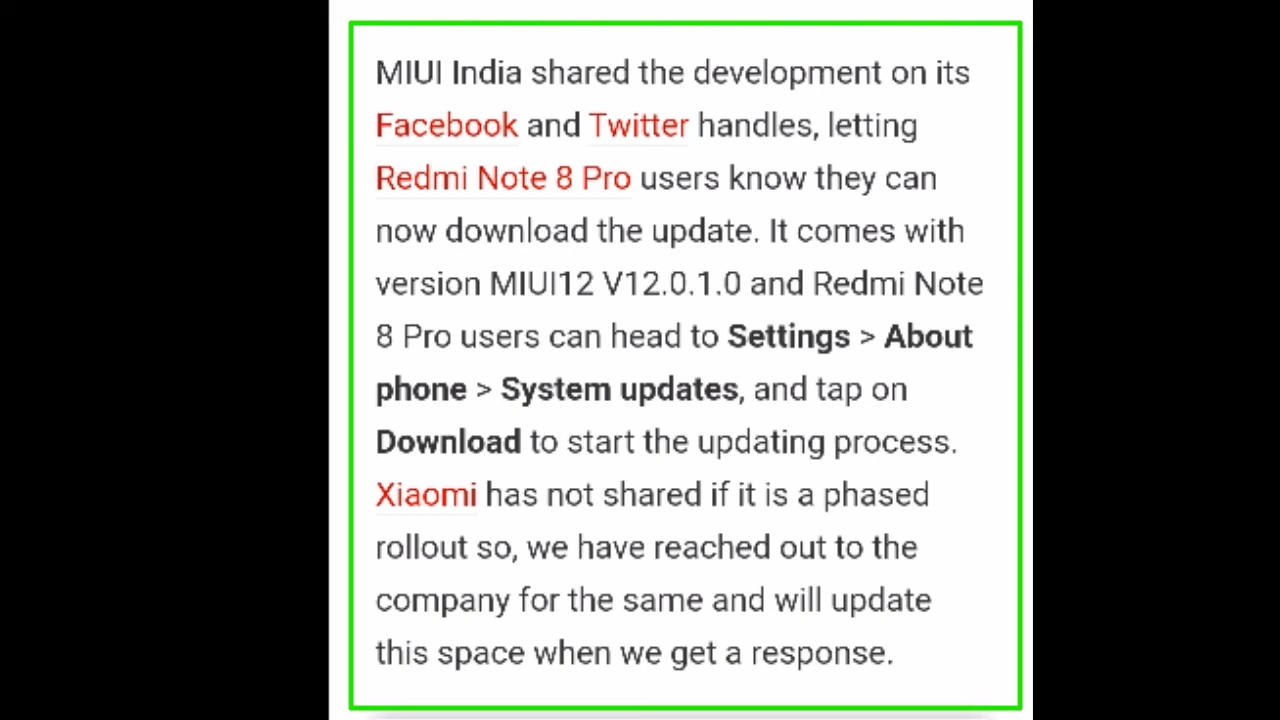 MIUI India shared the development on its
Facebook and Twitter handles, letting
Redmi Note 8 Pro users know they can
now download the update. It comes with
version MIUI12 V12.0.1.0 and Redmi Note
8 Pro users can head to Settings > About
phone > System updates, and tap on
Download to start the updating process.
Xiaomi has not shared if it is a phased
rollout so, we have reached out to the
company for the same and will update
this space when we get a response.